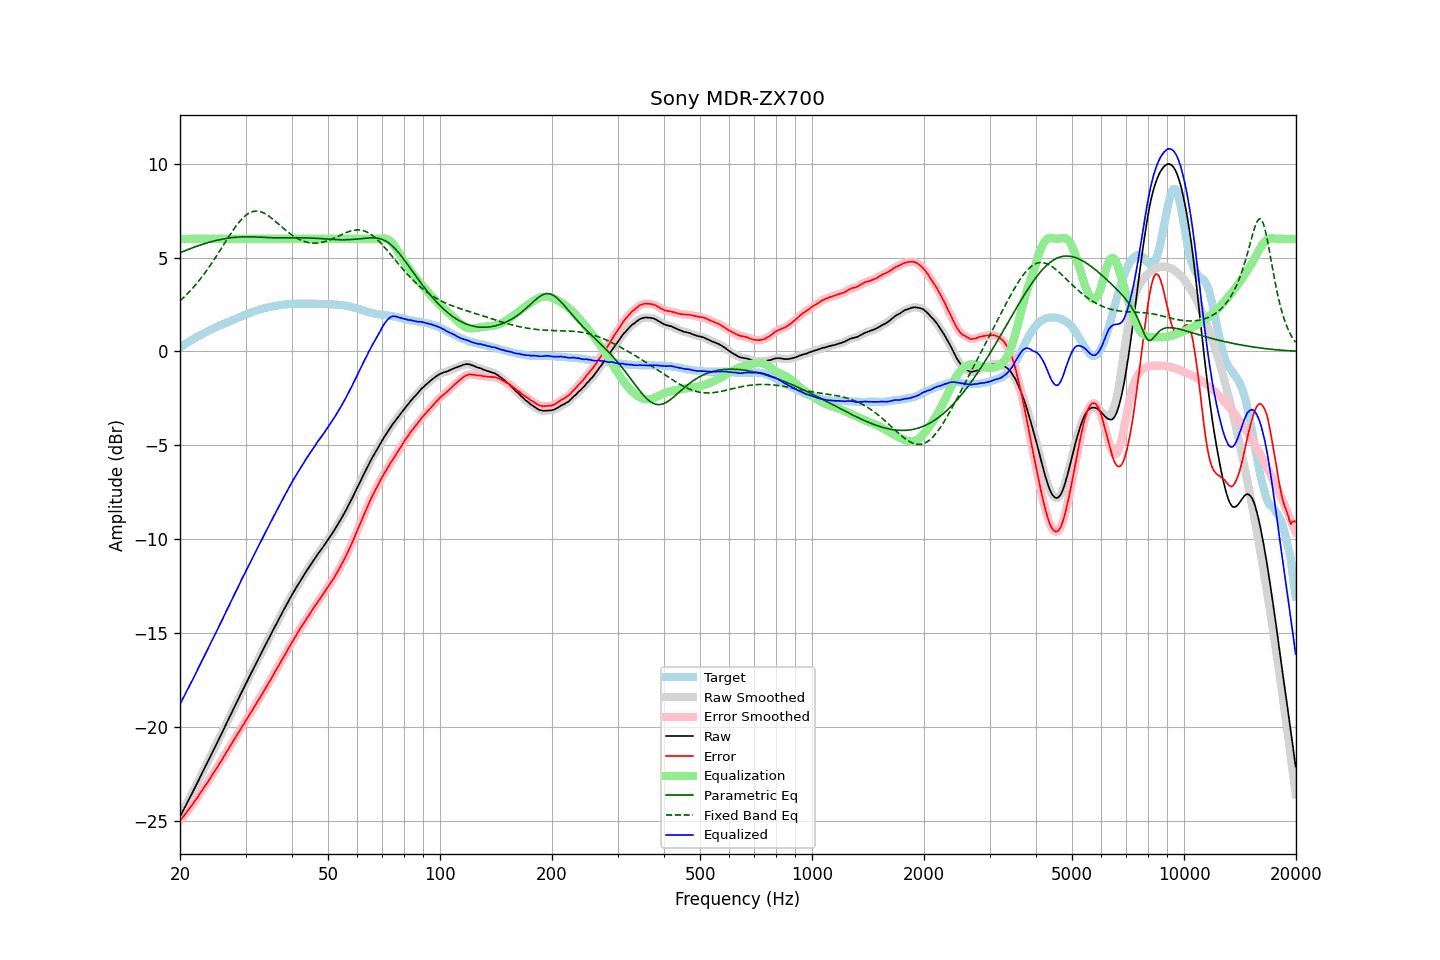 Sony MDR-ZX700
Amplitude (dBr)
10
5
0
−5
−10
−15
−20
−25
Target
Raw Smoothed
Error Smoothed
Raw
Error
Equalization
Parametric Eq
Fixed Band Eq
Equalized
20 50 100 200 500 1000 2000 5000 10000 20000
Frequency (Hz)